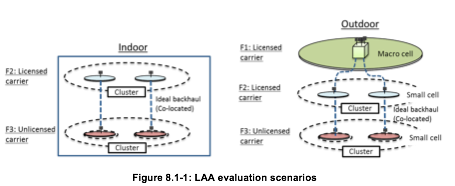 Indoor
F2: Licensed
carrier
Cluster
Ideal backhaul
(Co-located)
F3: Unlicensed
carrier
Cluster
Outdoor
F1: Licensed
carrier
Macro cell
F2: Licensed
carrier
Small cell
Cluster
Ideal backhaul
(Co-located)
F3: Unlicensed
carrier
Small cell
Cluster
Figure 8.1-1: LAA evaluation scenarios